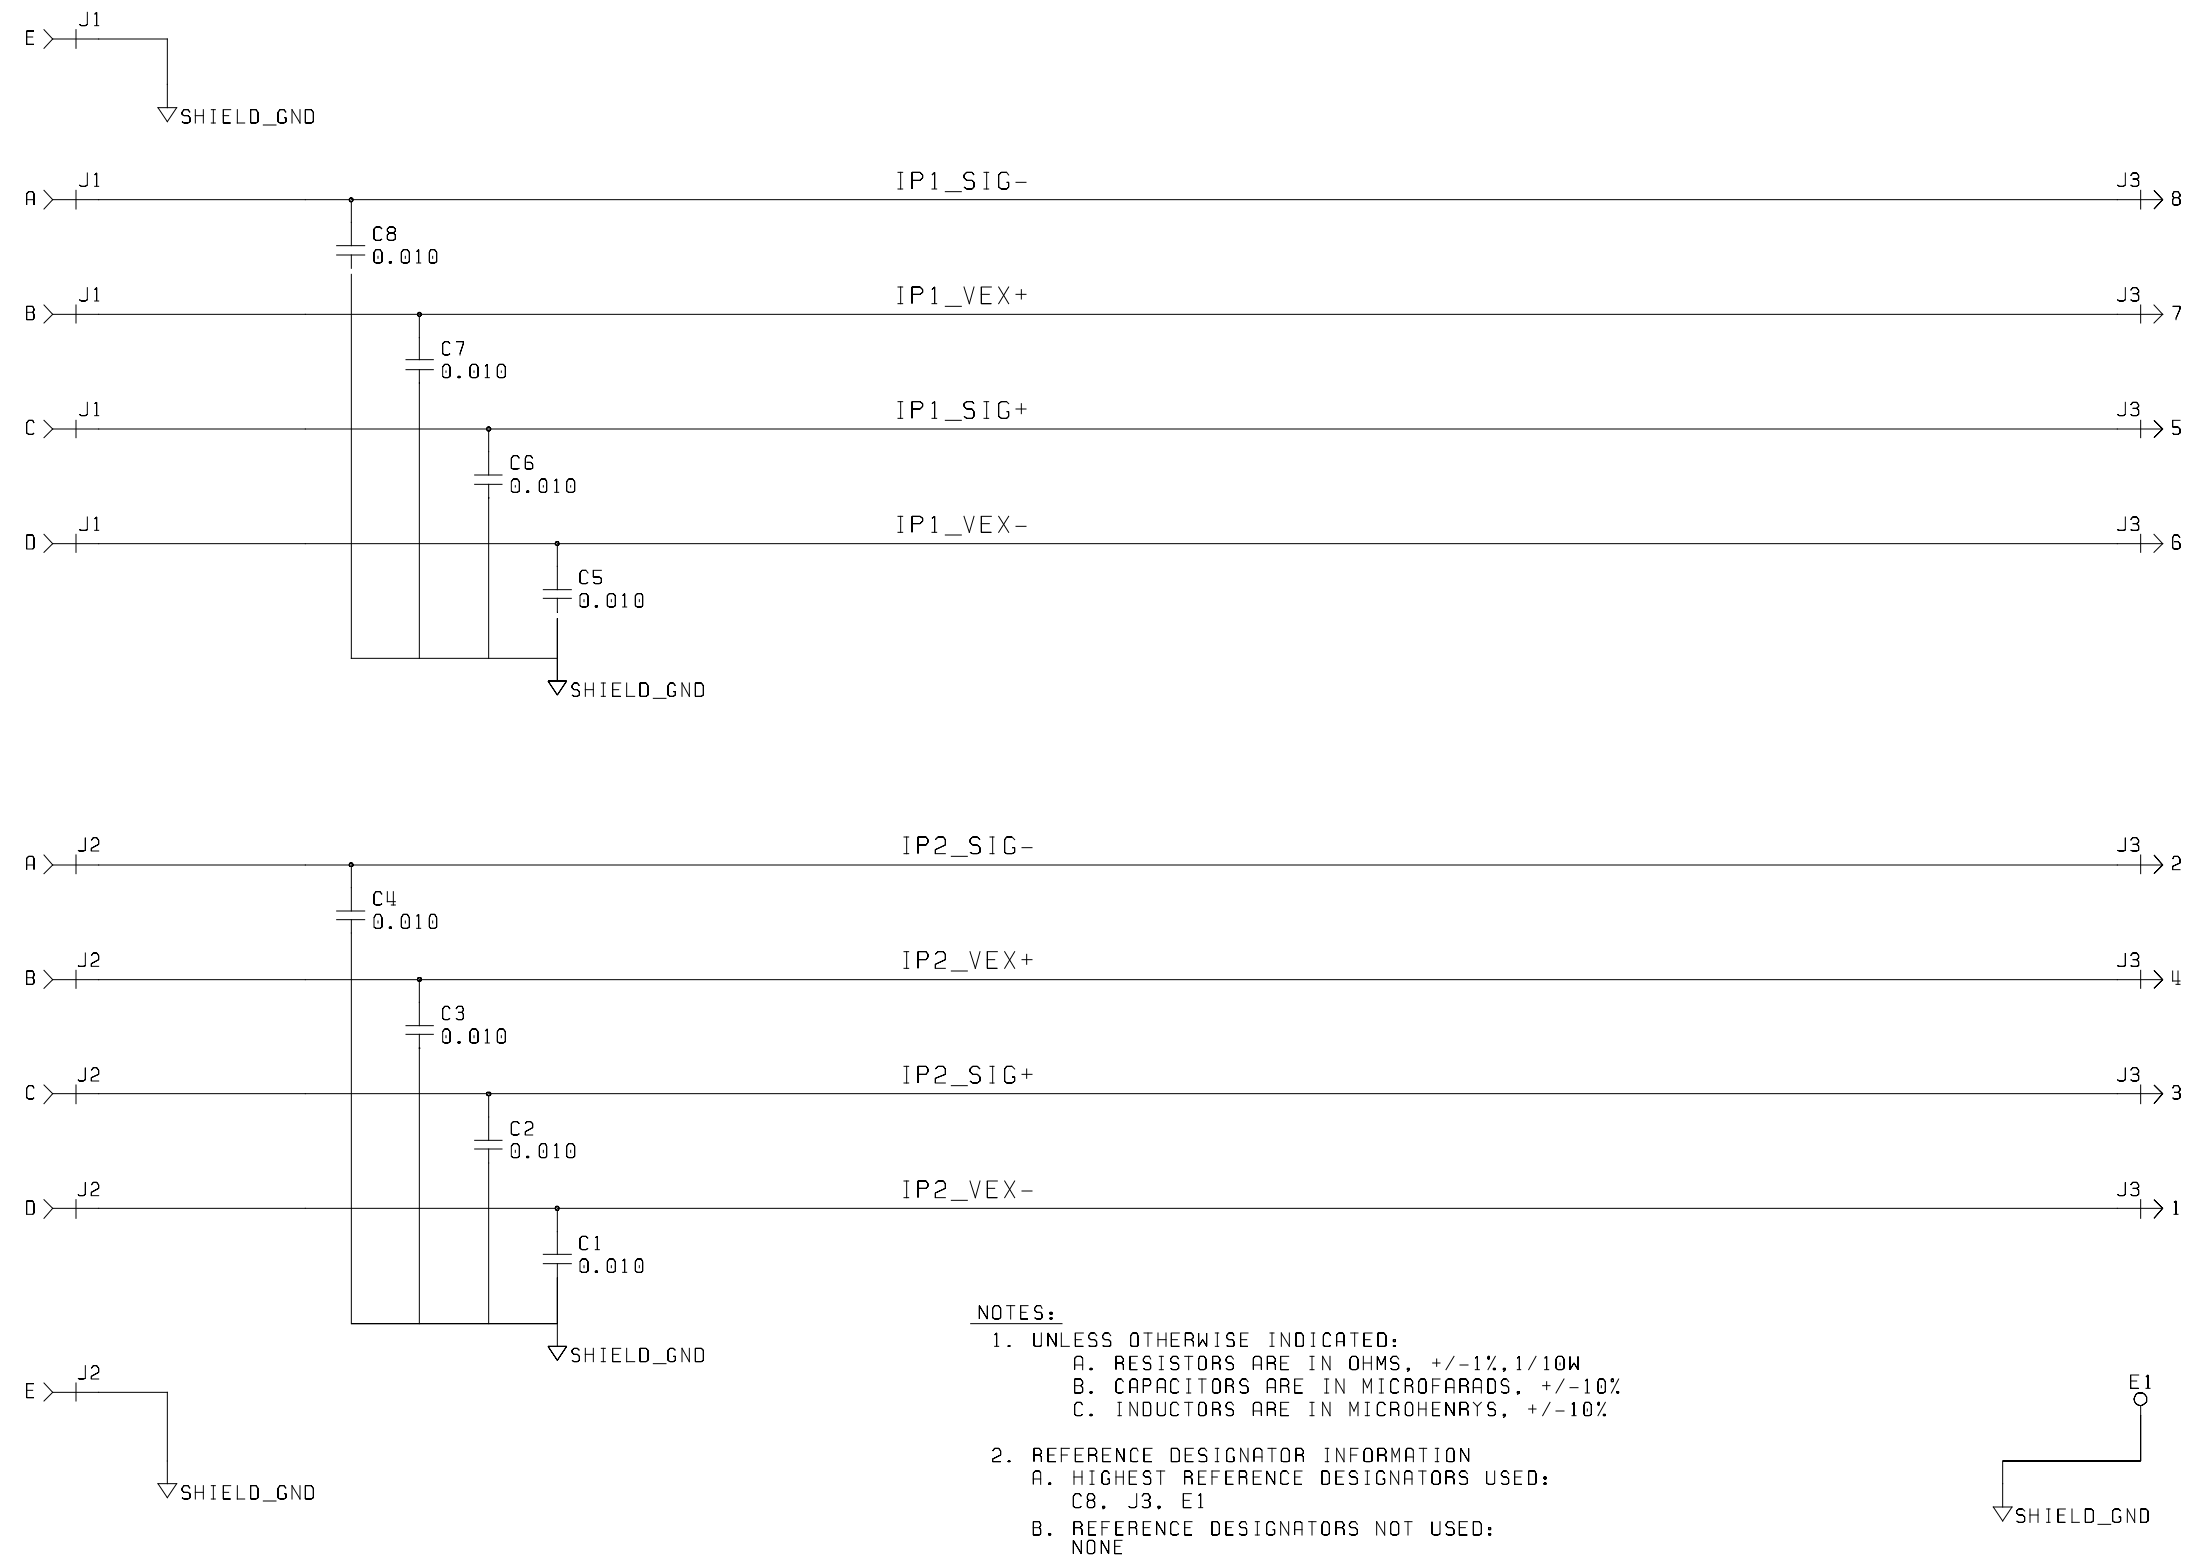 J1
E
SHIELD_GND
J1 IP1_SIG- J3
A 8
C8
0.010
J1 IP1_VEX+ J3
B 7
C7
0.010
J1 IP1_SIG+ J3
C 5
C6
0.010
J1 IP1_VEX- J3
D 6
C5
0.010
SHIELD_GND
J2 IP2_SIG- J3
A 2
C4
0.010
J2 IP2_VEX+ J3
B 4
C3
0.010
J2 IP2_SIG+ J3
C 3
C2
0.010
J2 IP2_VEX- J3
D 1
C1
0.010
SHIELD_GND
J2
E
SHIELD_GND
NOTES:
1. UNLESS OTHERWISE INDICATED:
A. RESISTORS ARE IN OHMS, +/-1%,1/10W
B. CAPACITORS ARE IN MICROFARADS, +/-10%
C. INDUCTORS ARE IN MICROHENRYS, +/-10%
2. REFERENCE DESIGNATOR INFORMATION
A. HIGHEST REFERENCE DESIGNATORS USED:
C8, J3, E1
B. REFERENCE DESIGNATORS NOT USED:
NONE
E1
SHIELD_GND